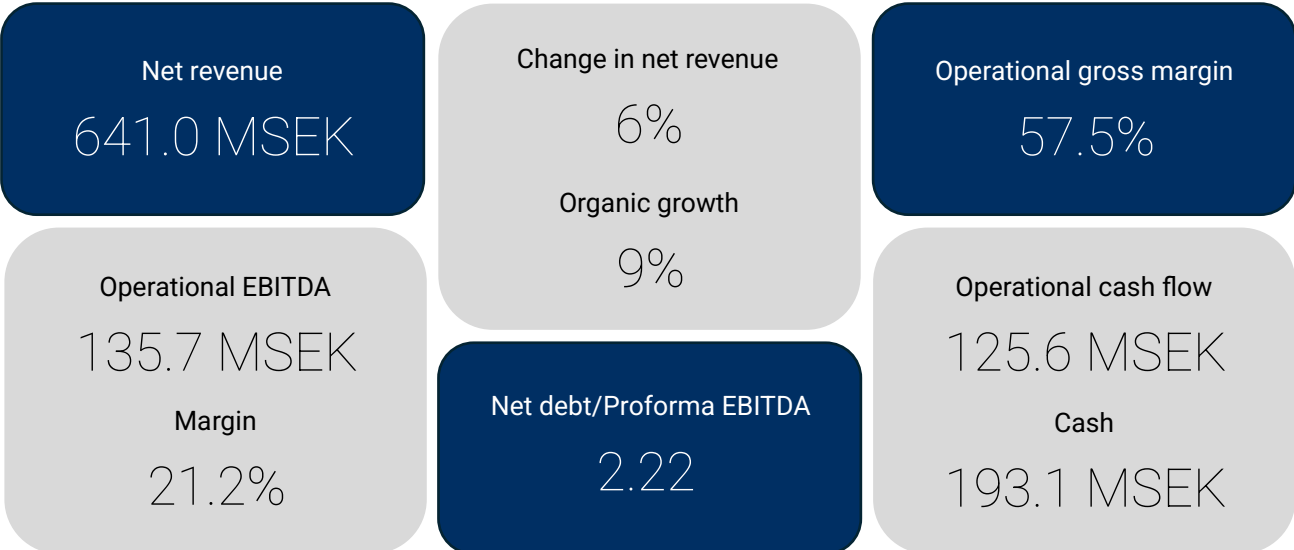 Net revenue
641.0 MSEK
Change in net revenue
6%
Organic growth
9%
Operational gross margin
57.5%
Operational EBITDA
135.7 MSEK
Margin
21.2%
Net debt/Proforma EBITDA
2.22
Operational cash flow
125.6 MSEK
Cash
193.1 MSEK